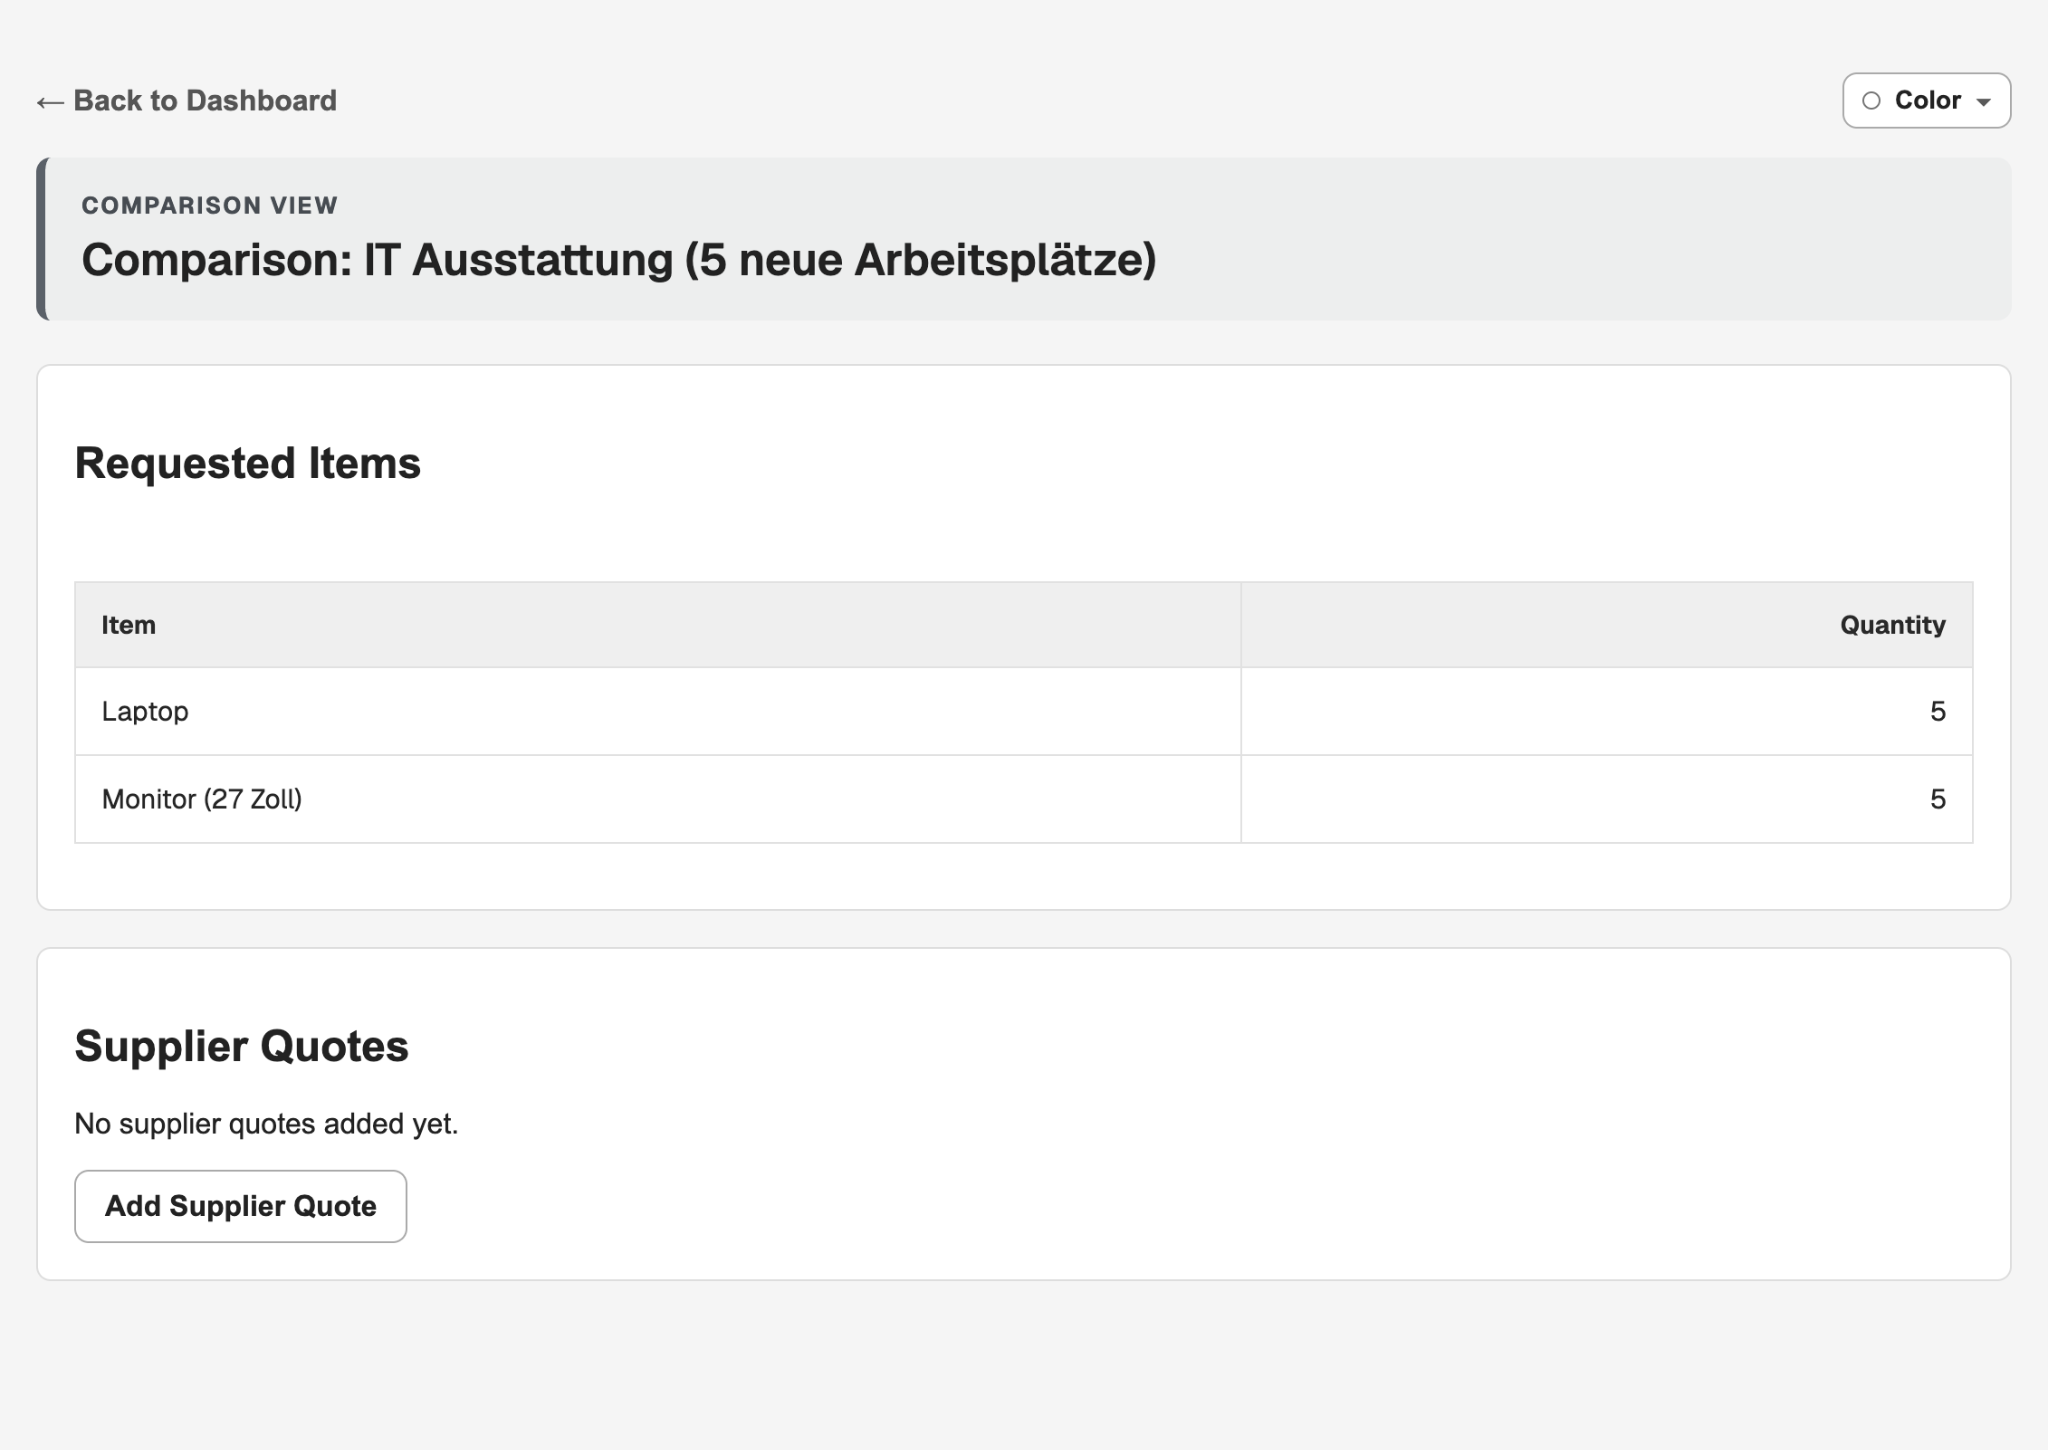 ← Back to Dashboard
Color
COMPARISON VIEW
Comparison: IT Ausstattung (5 neue Arbeitsplätze)
Requested Items
Item Quantity
Laptop 5
Monitor (27 Zoll) 5
Supplier Quotes
No supplier quotes added yet.
Add Supplier Quote